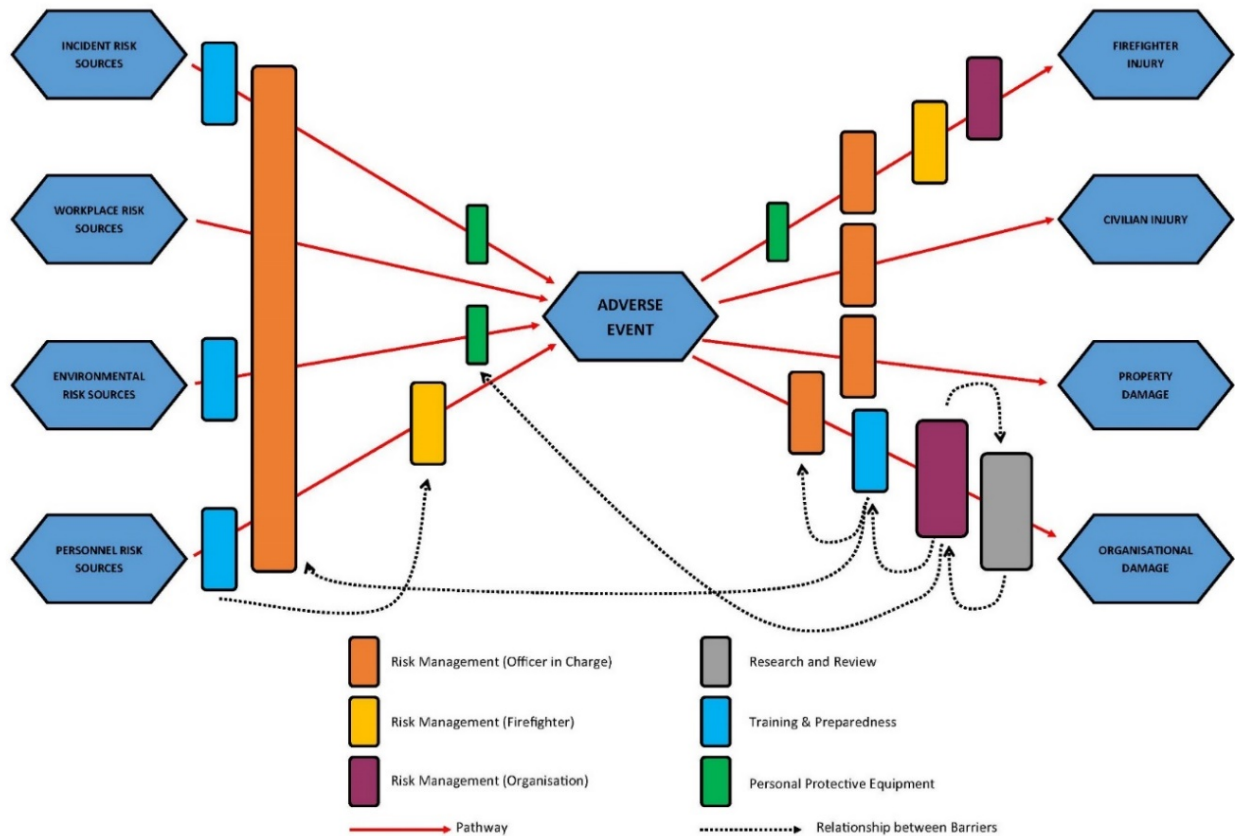 INCIDENT RISK
SOURCES
FIREFIGHTER
INJURY
WORKPLACE RISK
SOURCES
CIVILIAN INJURY
ADVERSE
EVENT
ENVIRONMENTAL
RISK SOURCES
PROPERTY
DAMAGE
PERSONNEL RISK
SOURCES
ORGANISATIONAL
DAMAGE
Risk Management (Officer in Charge)
Research and Review
Risk Management (Firefighter)
Training & Preparedness
Risk Management (Organisation)
Personal Protective Equipment
Pathway
Relationship between Barriers